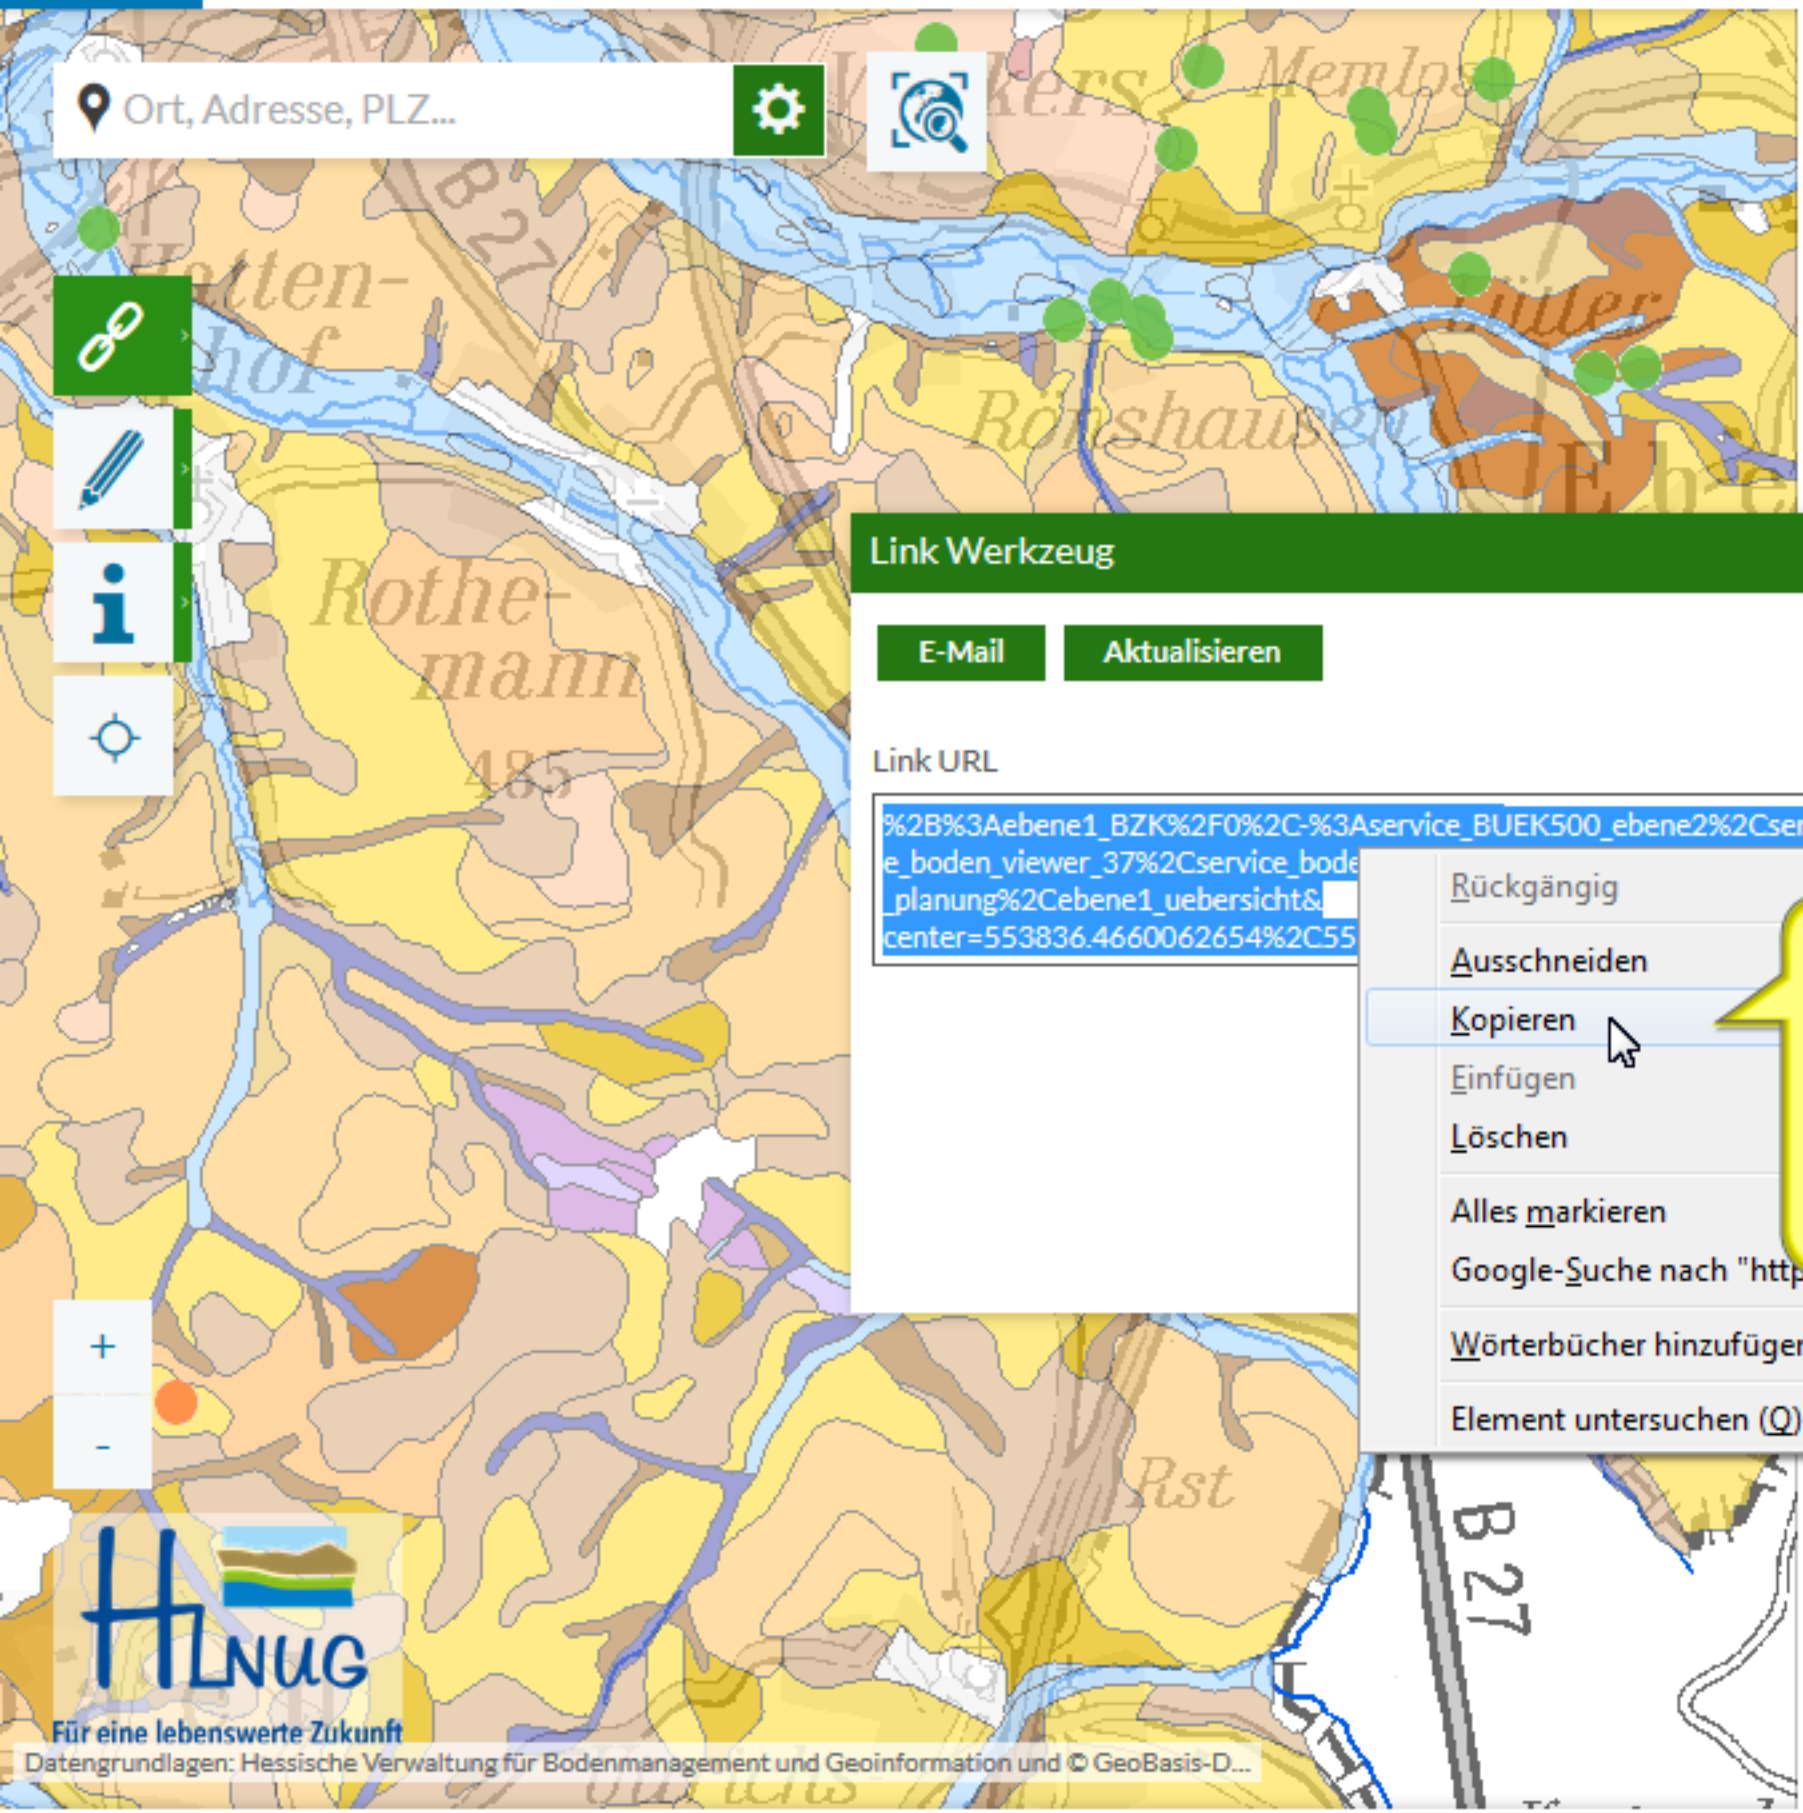 Ort, Adresse, PLZ...
kers
Memlos
B 27
Hatten-
hof
Lütter
Rönshausen
Rothe-
mann
485
Link Werkzeug
E-Mail
Aktualisieren
Link URL
%2B%3Aebene1_BZK%2F0%2C-%3Aservice_BUEK500_ebene2%2Cser
e_boden_viewer_37%2Cservice_bode
_planung%2Cebene1_uebersicht&
center=553836.4660062654%2C55
Rückgängig
Ausschneiden
Kopieren
Einfügen
Löschen
Alles markieren
Google-Suche nach "http
Wörterbücher hinzufügen
Element untersuchen (Q)
+
-
Rst
B 27
HLNUG
Für eine lebenswerte Zukunft
Datengrundlagen: Hessische Verwaltung für Bodenmanagement und Geoinformation und © GeoBasis-D...